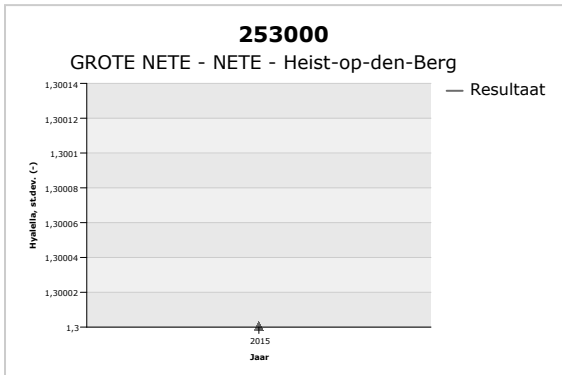 253000
GROTE NETE - NETE - Heist-op-den-Berg
Resultaat
Hyalella, st.dev. (-)
1,30014
1,30012
1,3001
1,30008
1,30006
1,30004
1,30002
1,3
2015
Jaar